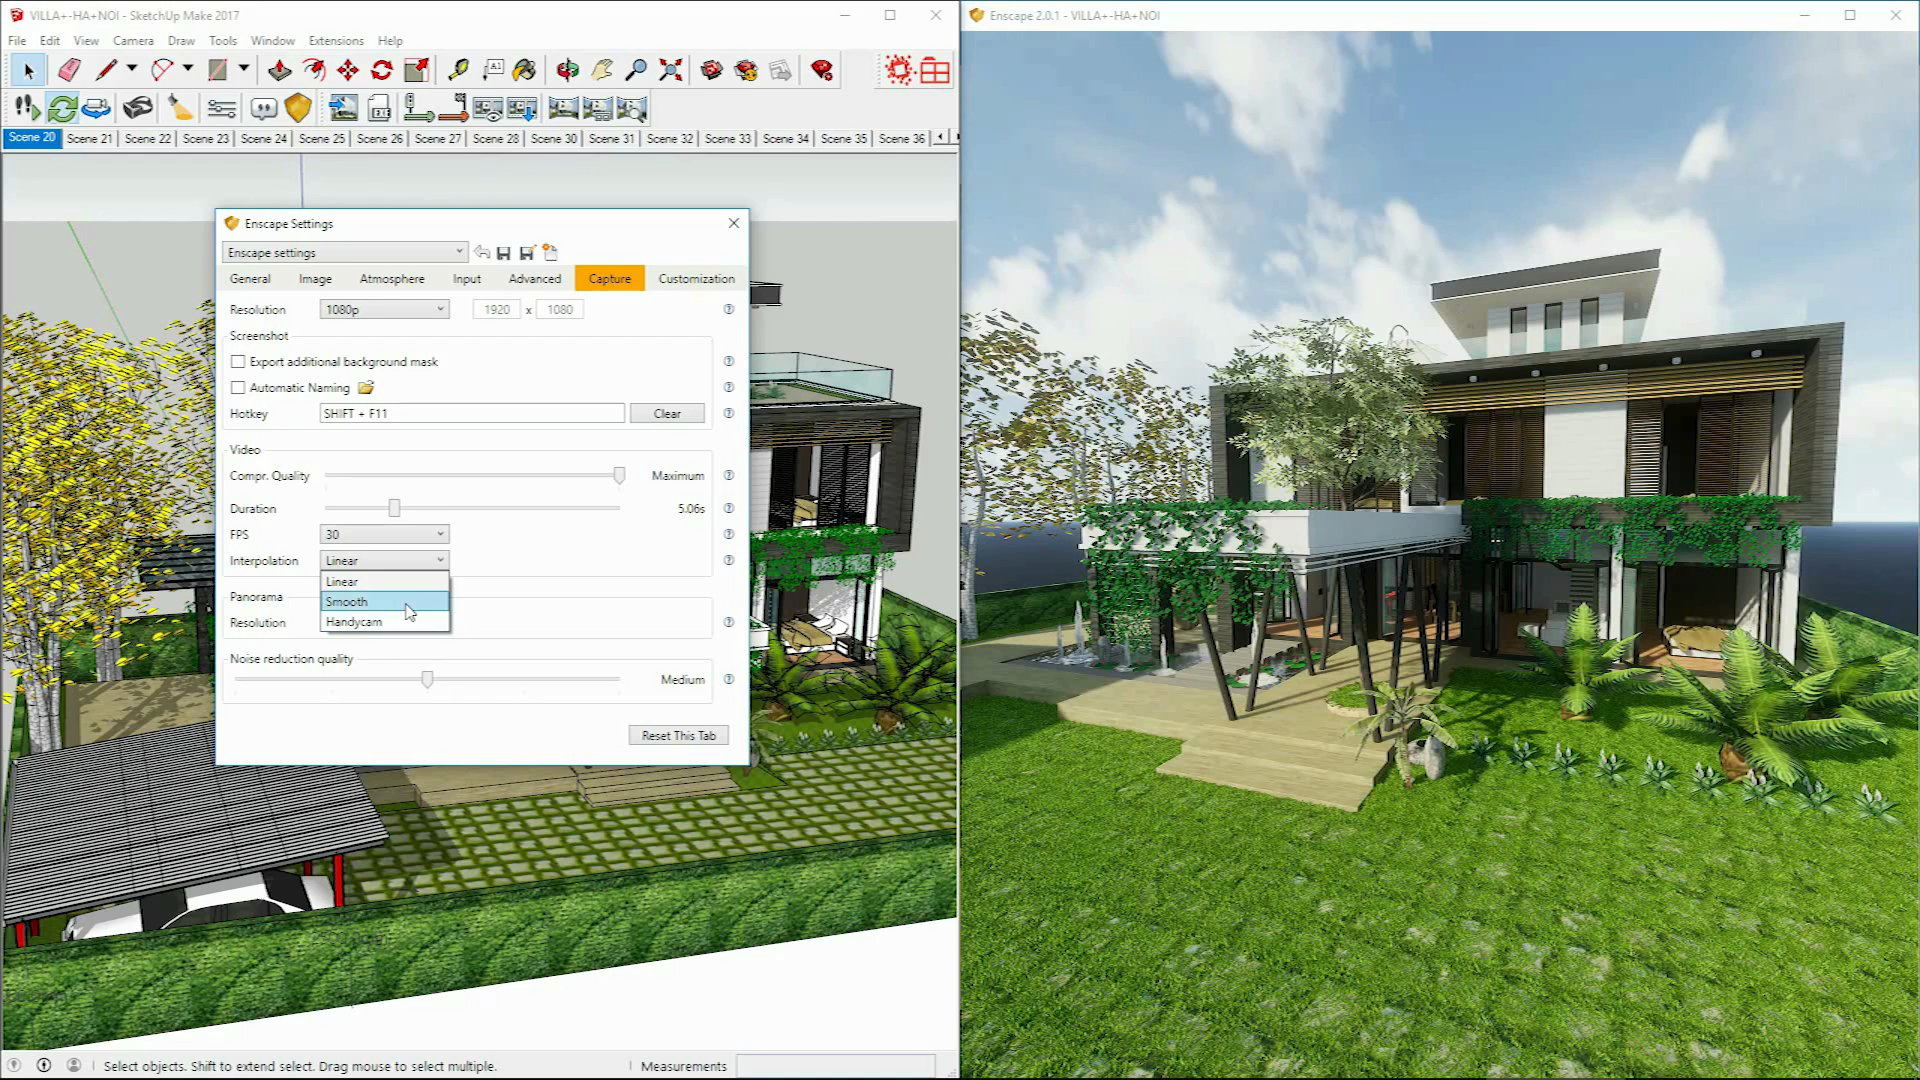 VILLA+-HA+NOI - SketchUp Make 2017
File Edit View Camera Draw Tools Window Extensions Help
A1
Scene 20 Scene 21 Scene 22 Scene 23 Scene 24 Scene 25 Scene 26 Scene 27 Scene 28 Scene 30 Scene 31 Scene 32 Scene 33 Scene 34 Scene 35 Scene 36
Enscape Settings
Enscape settings
General Image Atmosphere Input Advanced Capture Customization
Resolution 1080p 1920 x 1080
Screenshot
Export additional background mask
Automatic Naming
Hotkey SHIFT + F11 Clear
Video
Compr. Quality Maximum
Duration 5.06s
FPS 30
Interpolation Linear
Linear
Smooth
Handycam
Panorama
Resolution
Noise reduction quality
Medium
Reset This Tab
Select objects. Shift to extend select. Drag mouse to select multiple.
Measurements
Enscape 2.0.1 - VILLA+-HA+NOI